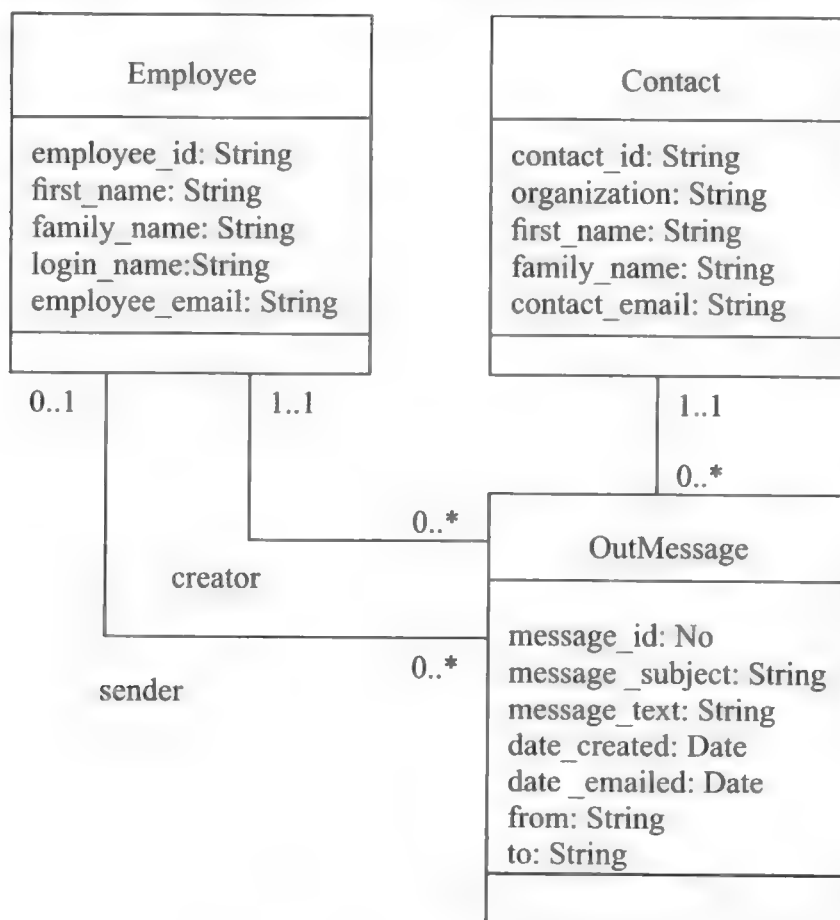 Employee
employee_id: String
first_name: String
family_name: String
login_name:String
employee_email: String
Contact
contact_id: String
organization: String
first_name: String
family_name: String
contact_email: String
0..1
1..1
1..1
0..*
0..*
creator
0..*
sender
OutMessage
message_id: No
message _subject: String
message_text: String
date_created: Date
date _emailed: Date
from: String
to: String